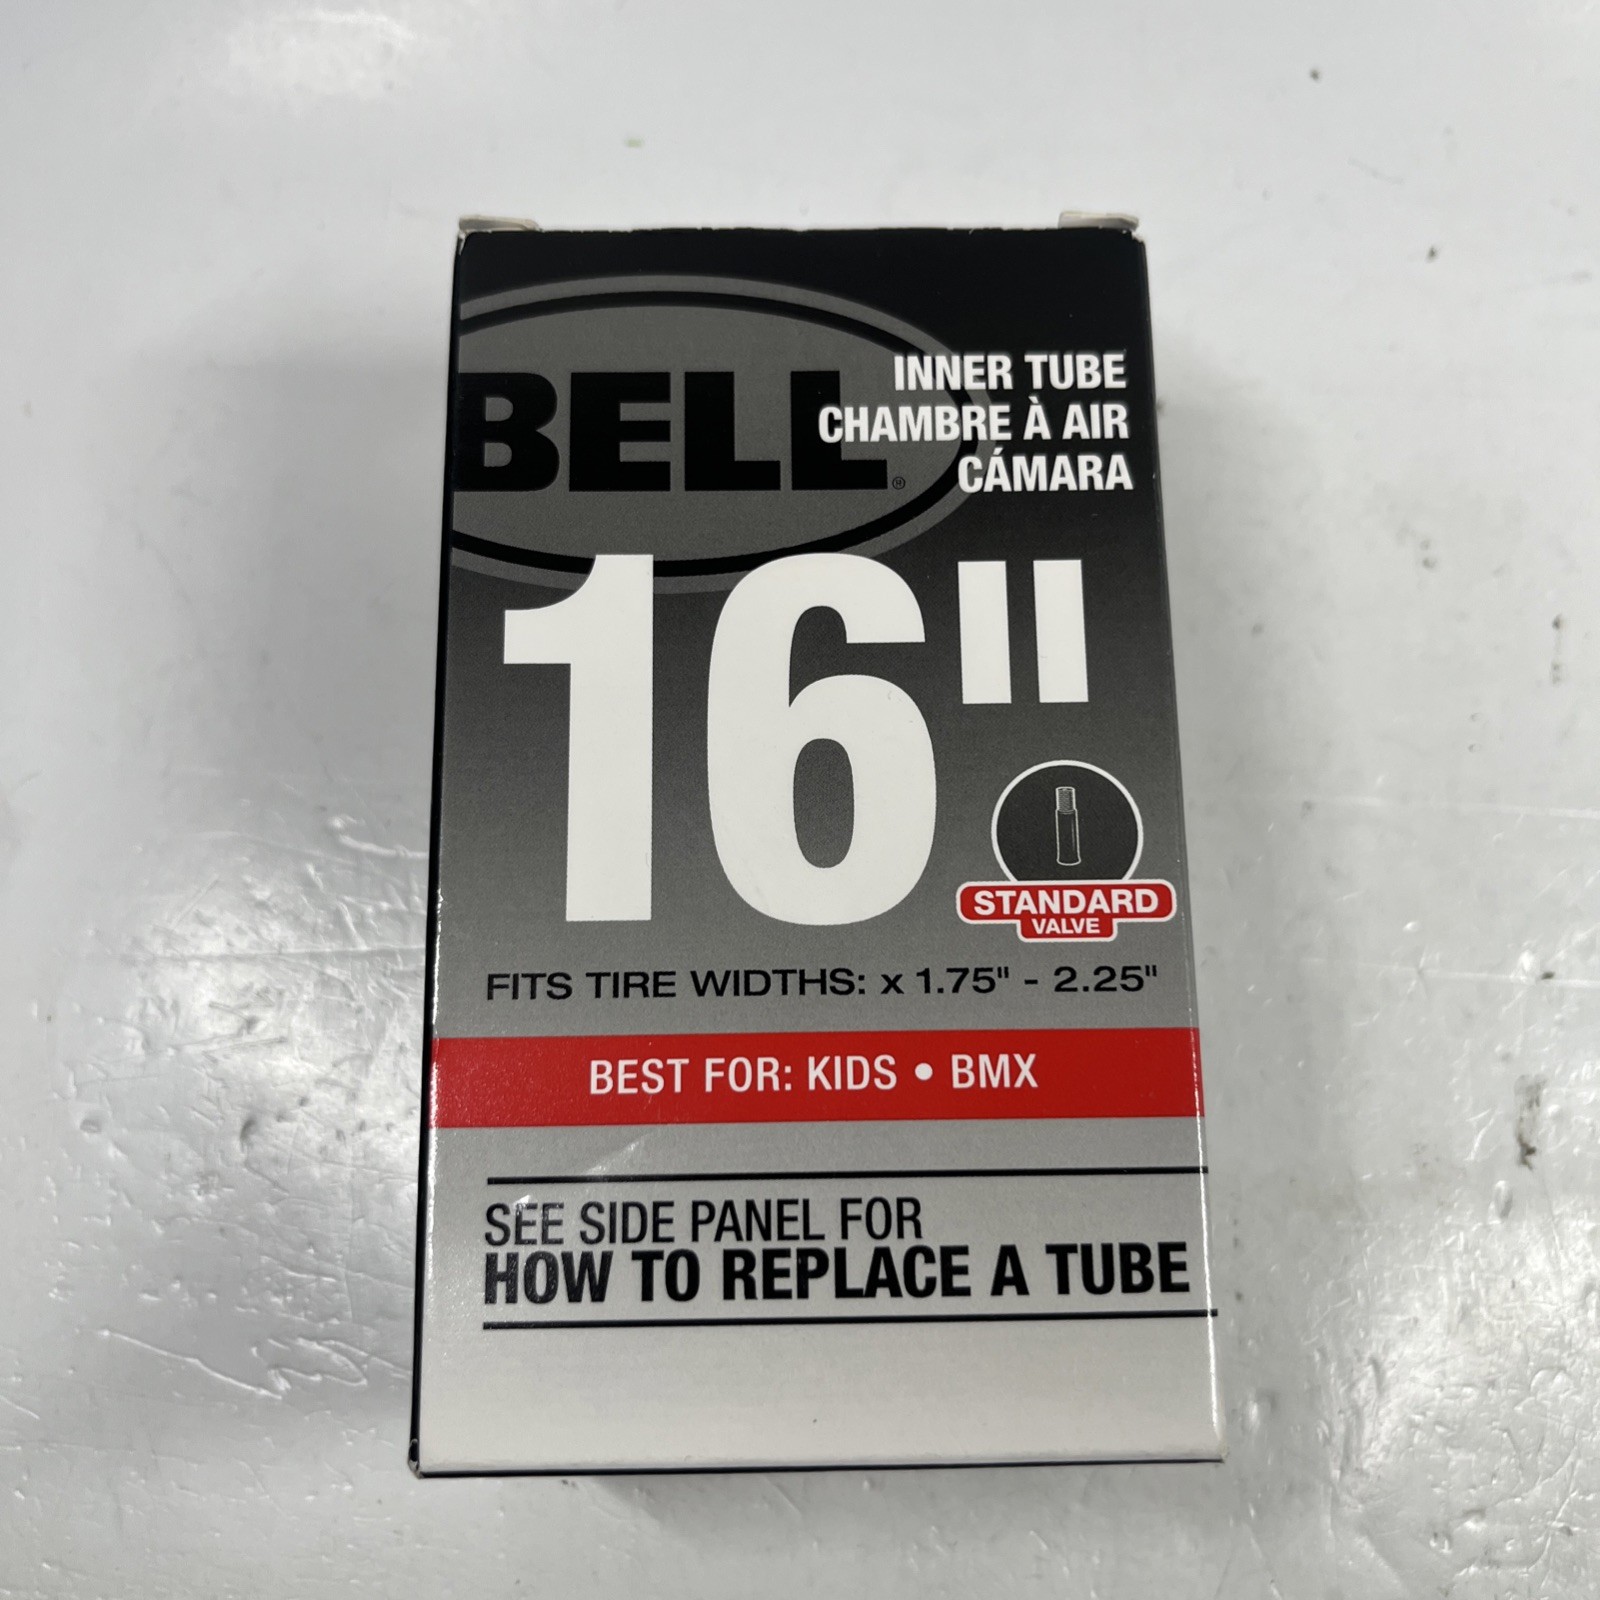 BELL®
INNER TUBE
CHAMBRE À AIR
CÁMARA
16"
STANDARD
VALVE
FITS TIRE WIDTHS: x 1.75" - 2.25"
BEST FOR: KIDS • BMX
SEE SIDE PANEL FOR
HOW TO REPLACE A TUBE